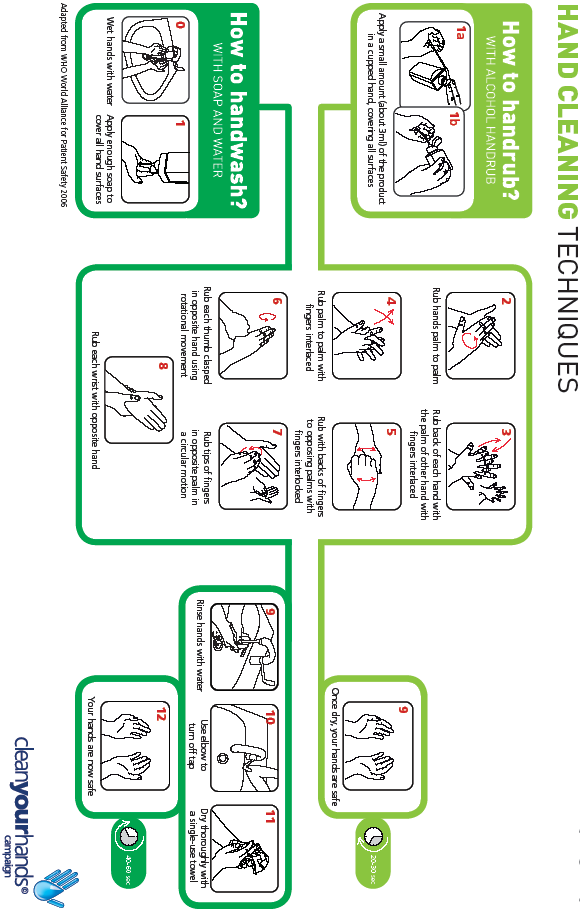 HAND CLEANING TECHNIQUES
How to handrub?
WITH ALCOHOL HANDRUB
1a
1b
Apply a small amount (about 3ml) of the product
in a cupped hand, covering all surfaces
How to handwash?
WITH SOAP AND WATER
0
Wet hands with water
1
Apply enough soap to
cover all hand surfaces
2
Rub hands palm to palm
3
Rub back of each hand with
the palm of other hand with
fingers interlaced
4
Rub palm to palm with
fingers interlaced
5
Rub with backs of fingers
to opposing palms with
fingers interlocked
6
Rub each thumb clasped
in opposite hand using
rotational movement
7
Rub tips of fingers
in opposite palm in
a circular motion
8
Rub each wrist with opposite hand
9
Once dry, your hands are safe
20-30 sec
9
Rinse hands with water
10
Use elbow to
turn off tap
11
Dry thoroughly with
a single-use towel
12
Your hands are now safe
40-60 sec
Adapted from WHO World Alliance for Patient Safety 2006
cleanyourhands©
campaign